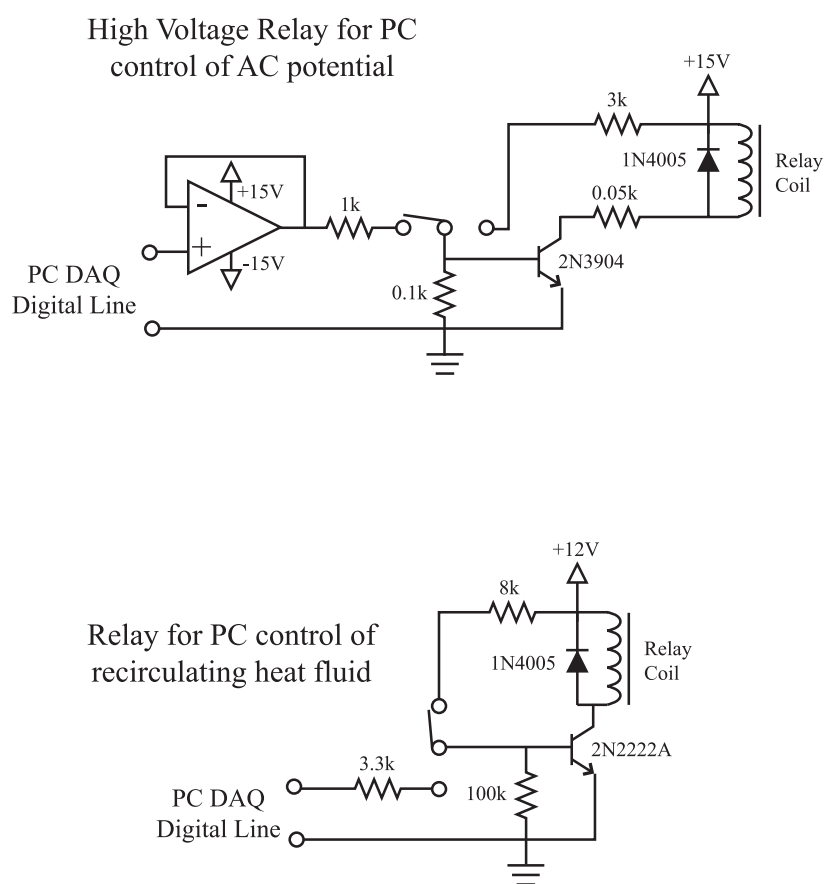 High Voltage Relay for PC
control of AC potential
+15V
3k
1N4005
Relay
Coil
+15V
-
1k
0.05k
+
-15V
2N3904
PC DAQ
Digital Line
0.1k
+12V
8k
Relay for PC control of
recirculating heat fluid
1N4005
Relay
Coil
2N2222A
3.3k
100k
PC DAQ
Digital Line